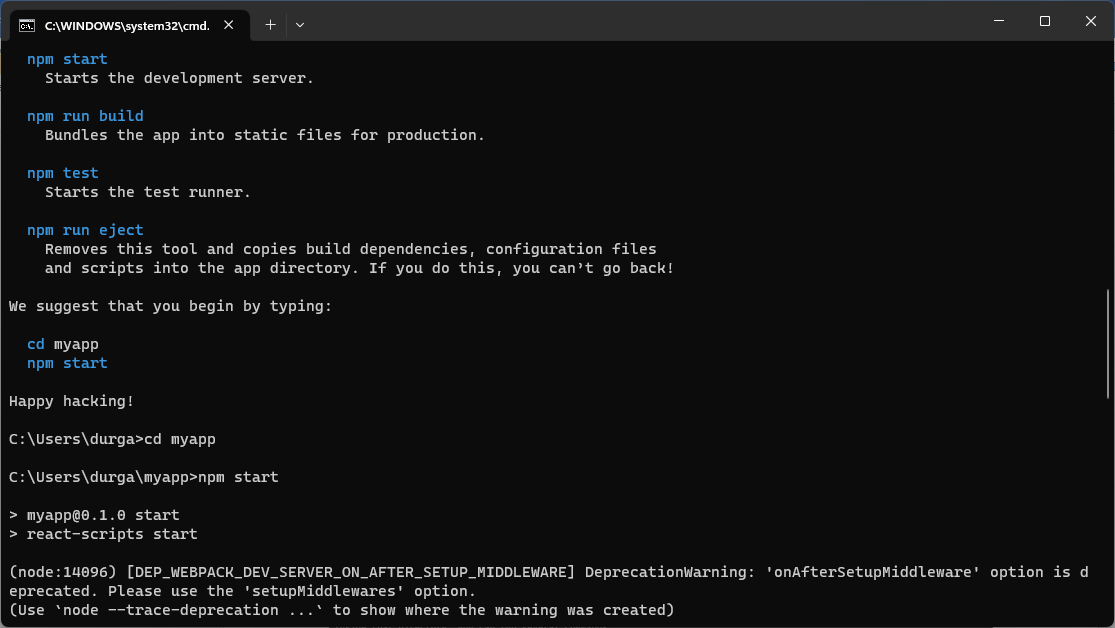 C:\WINDOWS\system32\cmd.
npm start
Starts the development server.
npm run build
Bundles the app into static files for production.
npm test
Starts the test runner.
npm run eject
Removes this tool and copies build dependencies, configuration files
and scripts into the app directory. If you do this, you can’t go back!
We suggest that you begin by typing:
cd myapp
npm start
Happy hacking!
C:\Users\durga>cd myapp
C:\Users\durga\myapp>npm start
> myapp@0.1.0 start
> react-scripts start
(node:14096) [DEP_WEBPACK_DEV_SERVER_ON_AFTER_SETUP_MIDDLEWARE] DeprecationWarning: 'onAfterSetupMiddleware' option is d
eprecated. Please use the 'setupMiddlewares' option.
(Use `node --trace-deprecation ...` to show where the warning was created)